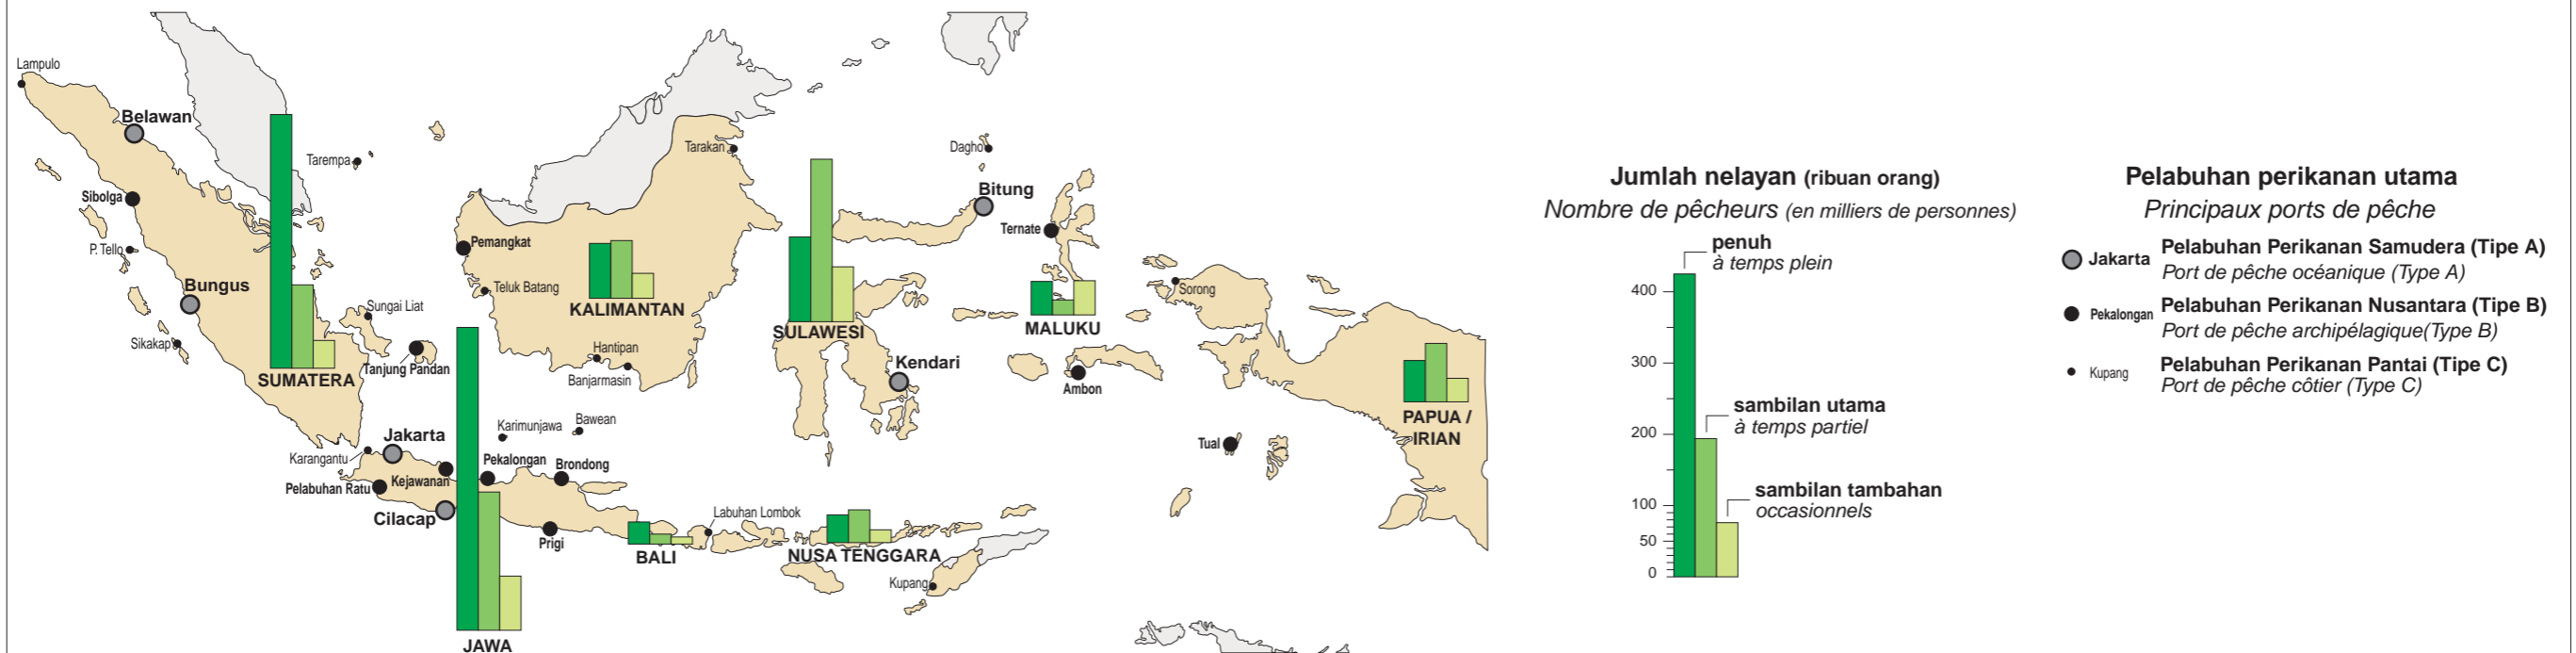 Lampulo
Belawan
Tarempa
Sibolga
P. Tello
Bungus
Sikakap
Sungai Liat
Tanjung Pandan
SUMATERA
Pemangkat
Teluk Batang
Tarakan
KALIMANTAN
Hantipan
Banjarmasin
Dagho
Bitung
Ternate
SULAWESI
Kendari
MALUKU
Ambon
Sorong
Tual
PAPUA /
IRIAN
Karimunjawa
Bawean
Jakarta
Karangantu
Pelabuhan Ratu
Kejawanan
Pekalongan
Brondong
Cilacap
Prigi
JAWA
BALI
Labuhan Lombok
NUSA TENGGARA
Kupang
Jumlah nelayan (ribuan orang)
Nombre de pêcheurs (en milliers de personnes)
penuh
à temps plein
400
300
200
100
50
0
sambilan utama
à temps partiel
sambilan tambahan
occasionnels
Pelabuhan perikanan utama
Principaux ports de pêche
Jakarta
Pelabuhan Perikanan Samudera (Tipe A)
Port de pêche océanique (Type A)
Pekalongan
Pelabuhan Perikanan Nusantara (Tipe B)
Port de pêche archipélagique(Type B)
Kupang
Pelabuhan Perikanan Pantai (Tipe C)
Port de pêche côtier (Type C)